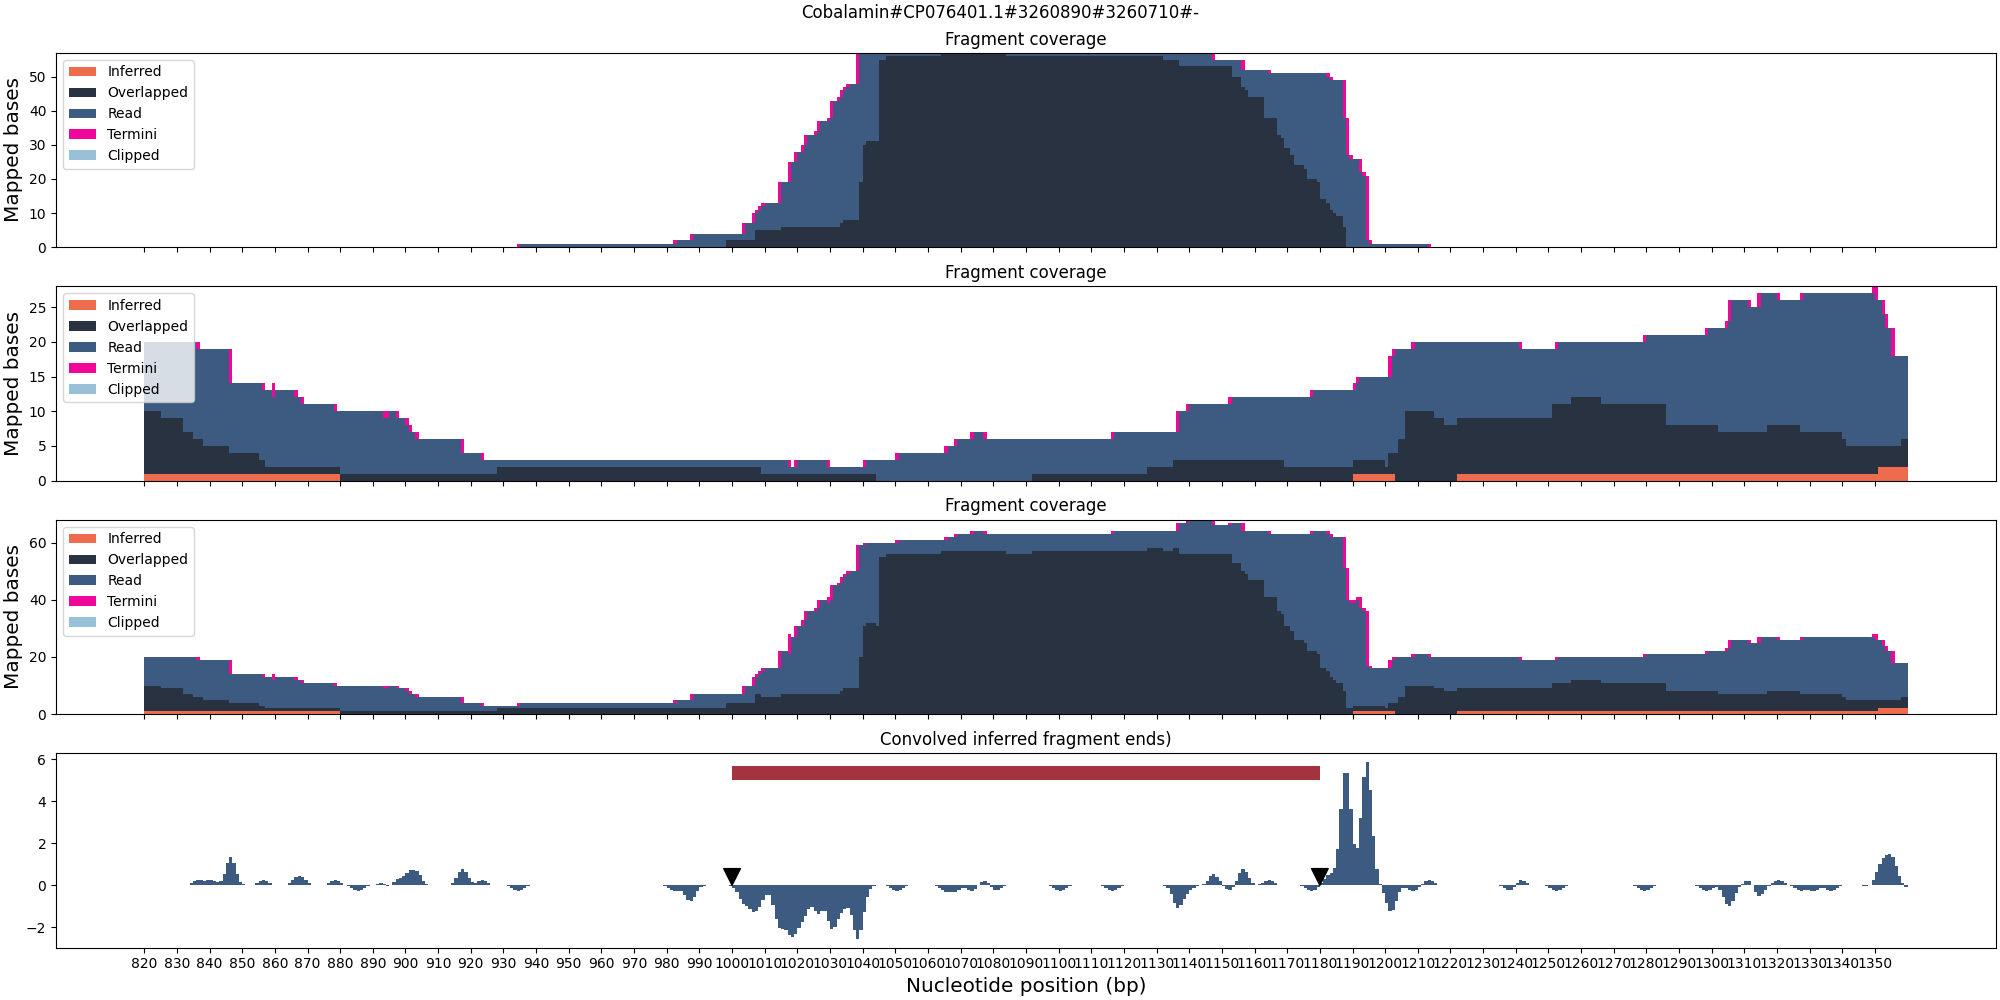 Cobalamin#CP076401.1#3260890#3260710#-
Fragment coverage
Mapped bases
50
40
30
20
10
0
Inferred
Overlapped
Read
Termini
Clipped
Fragment coverage
Mapped bases
25
20
15
10
5
0
Inferred
Overlapped
Read
Termini
Clipped
Fragment coverage
Mapped bases
60
40
20
0
Inferred
Overlapped
Read
Termini
Clipped
Convolved inferred fragment ends)
6
4
2
0
−2
820 830 840 850 860 870 880 890 900 910 920 930 940 950 960 970 980 990 1000 1010 1020 1030 1040 1050 1060 1070 1080 1090 1100 1110 1120 1130 1140 1150 1160 1170 1180 1190 1200 1210 1220 1230 1240 1250 1260 1270 1280 1290 1300 1310 1320 1330 1340 1350
Nucleotide position (bp)